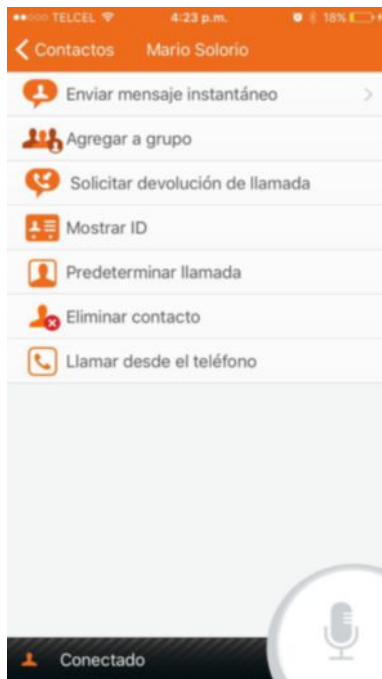 TELCEL 4:23 p.m. 18%
Contactos Mario Solorio
Enviar mensaje instantáneo
Agregar a grupo
Solicitar devolución de llamada
Mostrar ID
Predeterminar llamada
Eliminar contacto
Llamar desde el teléfono
Conectado